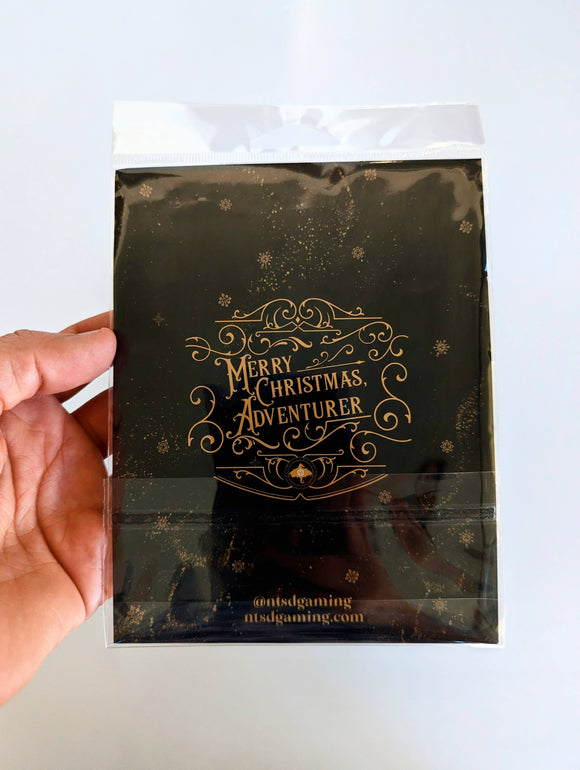 Merry
Christmas,
Adventurer
@ntsdgaming
ntsdgaming.com